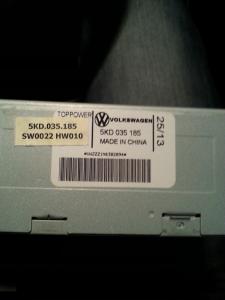 TOPPOWER
VOLKSWAGEN
25/13
5KD.035.185
SW0022 HW010
5KD 035 185
MADE IN CHINA